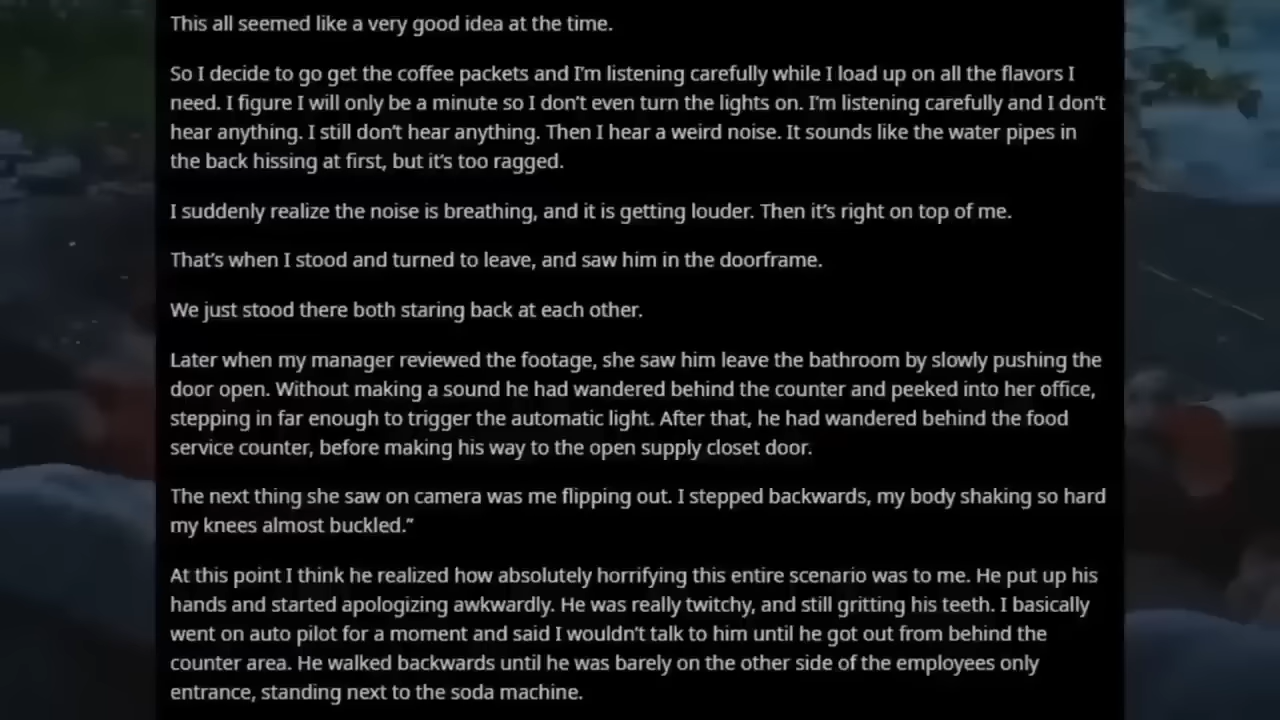 This all seemed like a very good idea at the time.
So I decide to go get the coffee packets and I'm listening carefully while I load up on all the flavors I
need. I figure I will only be a minute so I don't even turn the lights on. I'm listening carefully and I don't
hear anything. I still don't hear anything. Then I hear a weird noise. It sounds like the water pipes in
the back hissing at first, but it's too ragged.
I suddenly realize the noise is breathing, and it is getting louder. Then it's right on top of me.
That's when I stood and turned to leave, and saw him in the doorframe.
We just stood there both staring back at each other.
Later when my manager reviewed the footage, she saw him leave the bathroom by slowly pushing the
door open. Without making a sound he had wandered behind the counter and peeked into her office,
stepping in far enough to trigger the automatic light. After that, he had wandered behind the food
service counter, before making his way to the open supply closet door.
The next thing she saw on camera was me flipping out. I stepped backwards, my body shaking so hard
my knees almost buckled.”
At this point I think he realized how absolutely horrifying this entire scenario was to me. He put up his
hands and started apologizing awkwardly. He was really twitchy, and still gritting his teeth. I basically
went on auto pilot for a moment and said I wouldn't talk to him until he got out from behind the
counter area. He walked backwards until he was barely on the other side of the employees only
entrance, standing next to the soda machine.